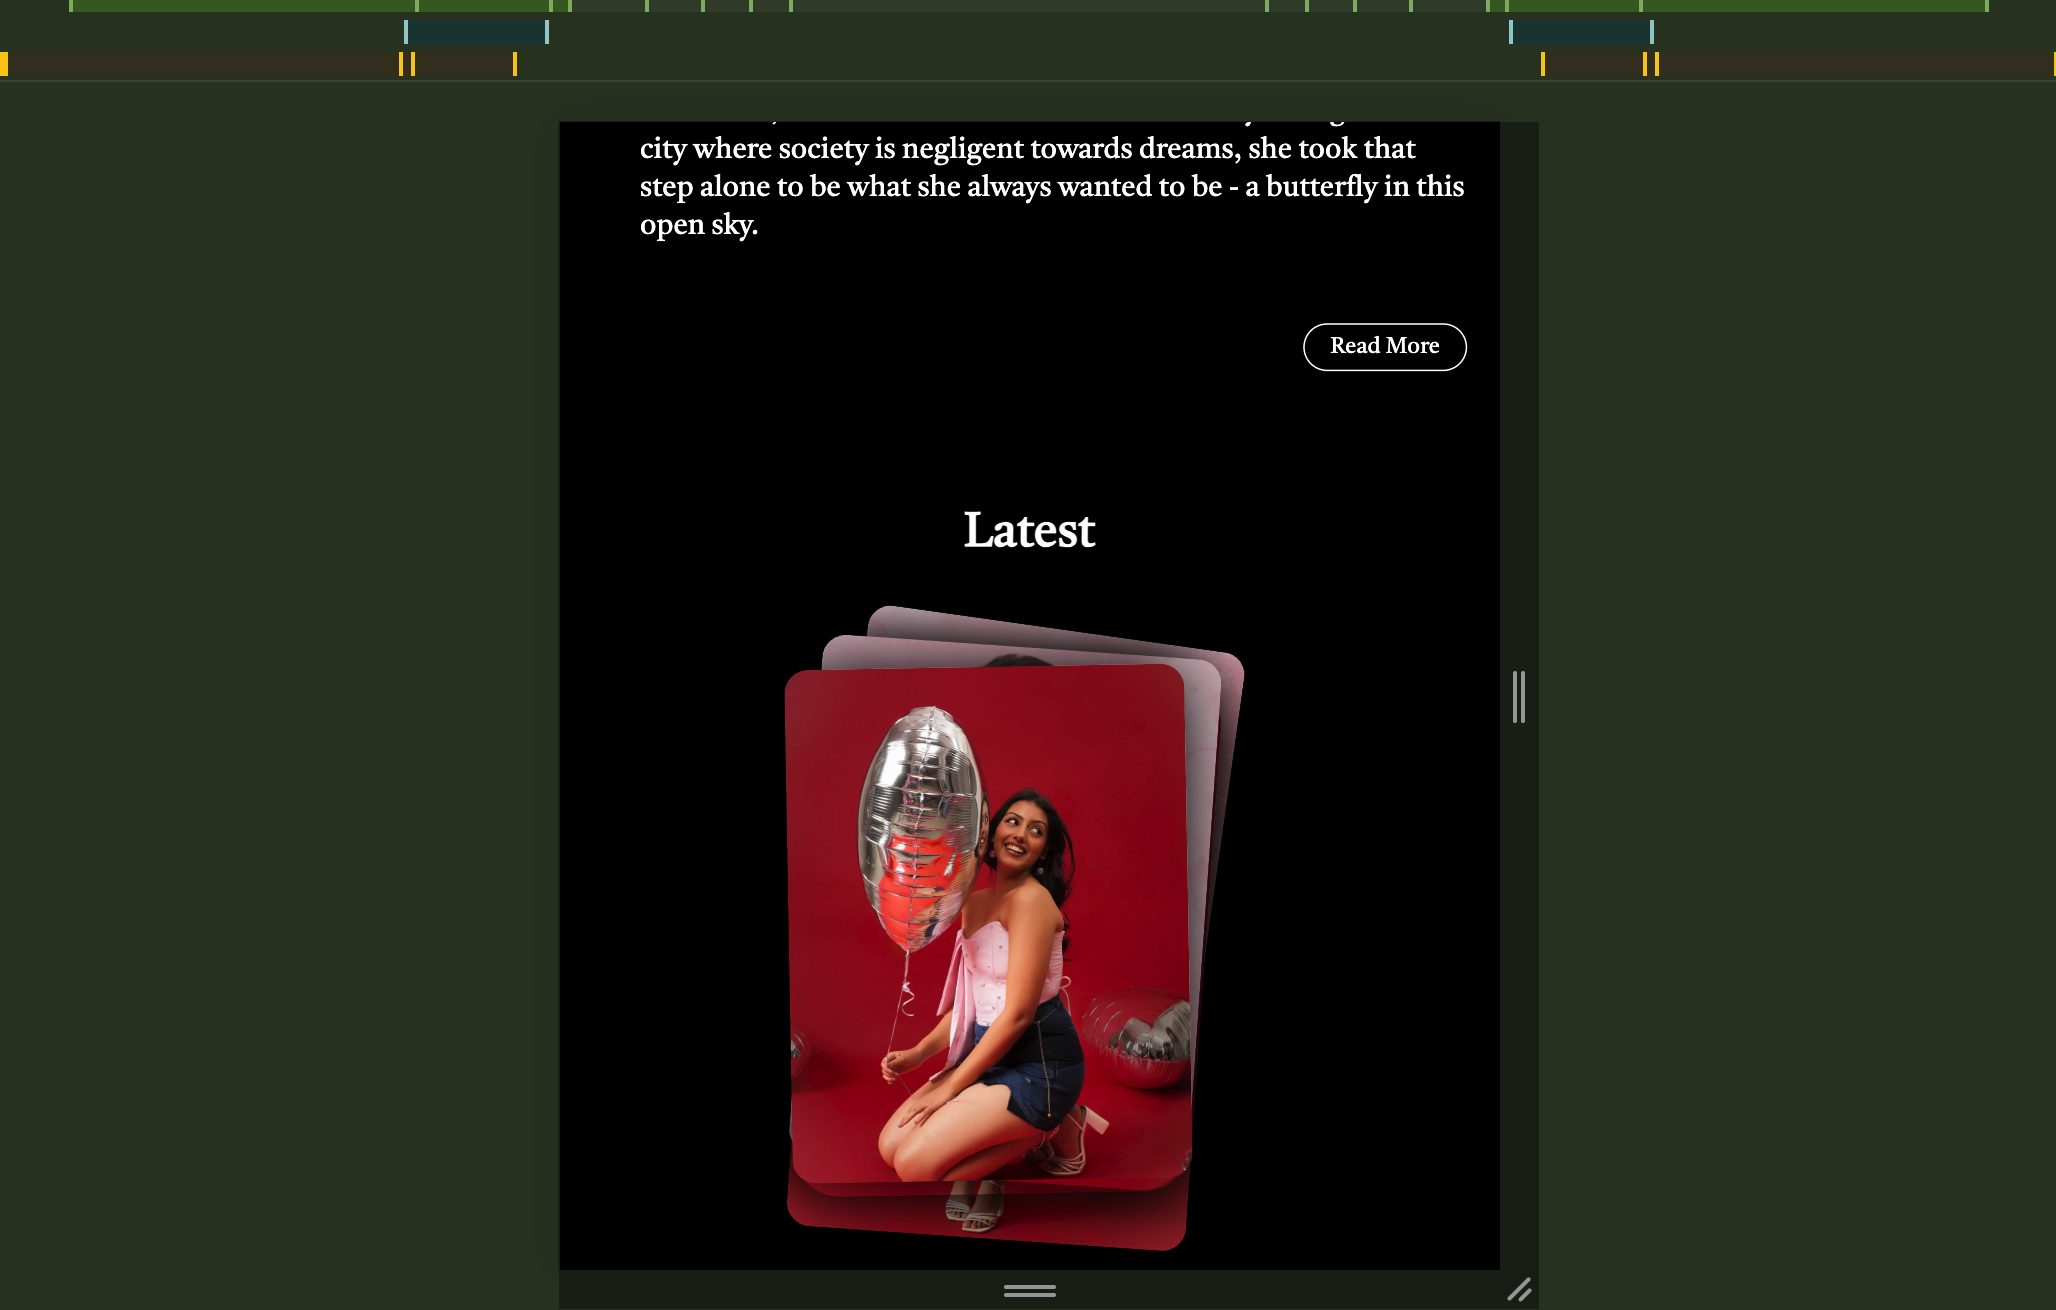 city where society is negligent towards dreams, she took that
step alone to be what she always wanted to be - a butterfly in this
open sky.
Read More
Latest